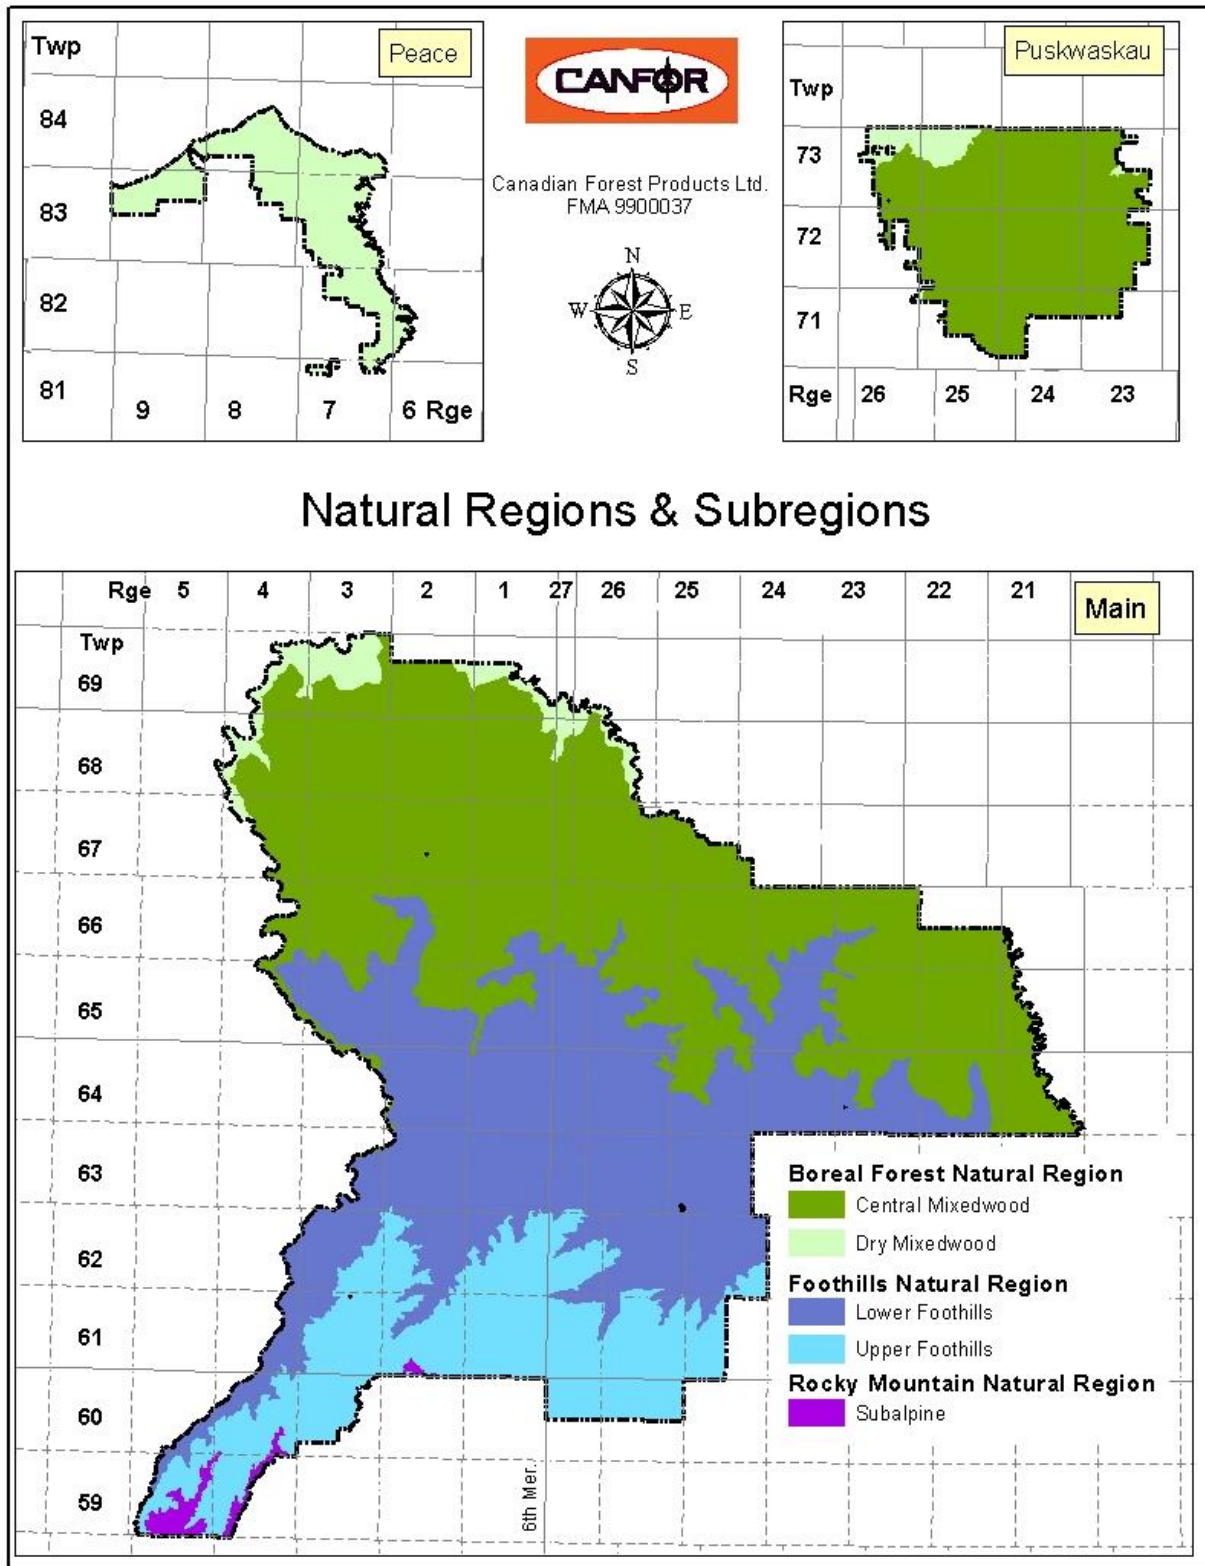 Twp
Peace
84
83
82
81
9 8 7 6 Rge
CANFOR
Canadian Forest Products Ltd.
FMA 9900037
N
W E
S
Puskwaskau
Twp
73
72
71
Rge 26 25 24 23
Natural Regions & Subregions
Rge 5 4 3 2 1 27 26 25 24 23 22 21
Main
Twp
69
68
67
66
65
64
63
62
61
60
59
6th Mer.
Boreal Forest Natural Region
Central Mixedwood
Dry Mixedwood
Foothills Natural Region
Lower Foothills
Upper Foothills
Rocky Mountain Natural Region
Subalpine